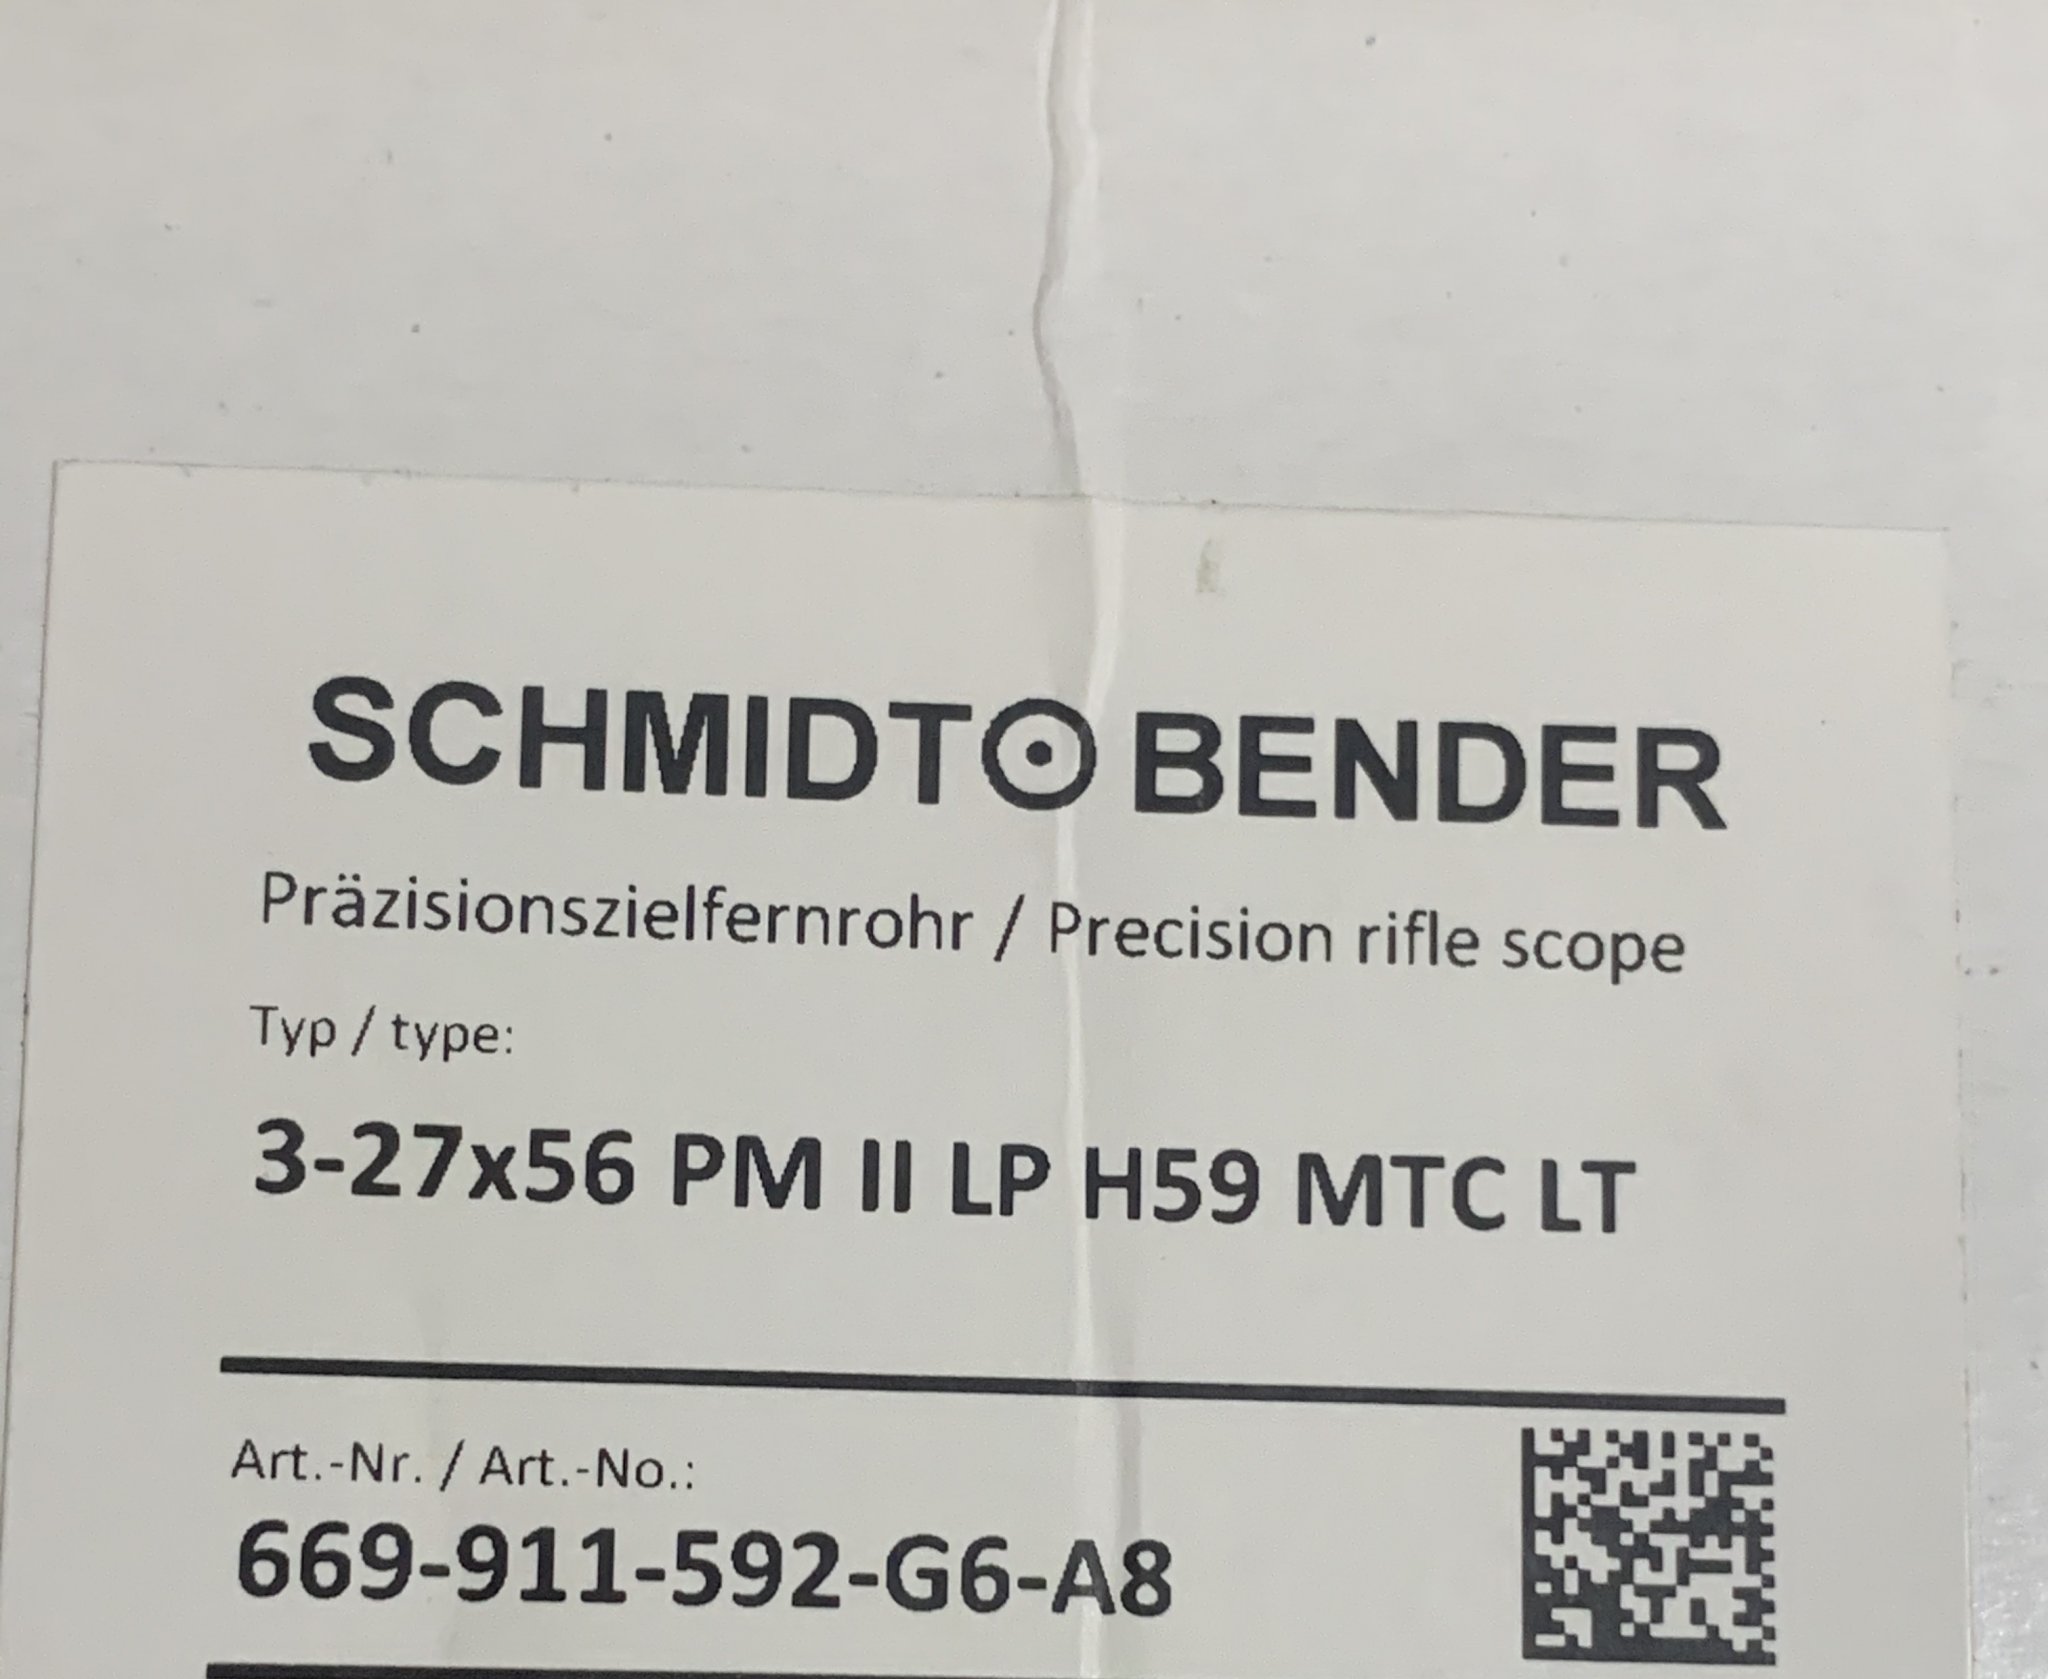 SCHMIDT BENDER
Präzisionszielfernrohr / Precision rifle scope
Typ / type:
3-27x56 PM II LP H59 MTC LT
Art.-Nr. / Art.-No.:
669-911-592-G6-A8